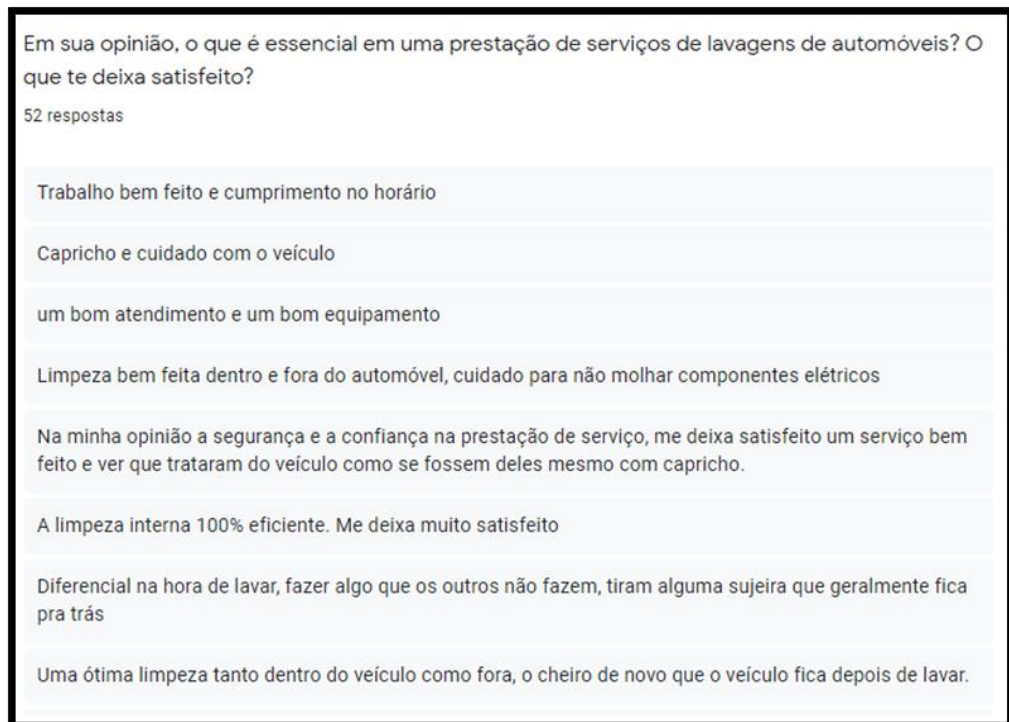 Em sua opinião, o que é essencial em uma prestação de serviços de lavagens de automóveis? O
que te deixa satisfeito?
52 respostas
Trabalho bem feito e cumprimento no horário
Capricho e cuidado com o veículo
um bom atendimento e um bom equipamento
Limpeza bem feita dentro e fora do automóvel, cuidado para não molhar componentes elétricos
Na minha opinião a segurança e a confiança na prestação de serviço, me deixa satisfeito um serviço bem
feito e ver que trataram do veículo como se fossem deles mesmo com capricho.
A limpeza interna 100% eficiente. Me deixa muito satisfeito
Diferencial na hora de lavar, fazer algo que os outros não fazem, tiram alguma sujeira que geralmente fica
pra trás
Uma ótima limpeza tanto dentro do veículo como fora, o cheiro de novo que o veículo fica depois de lavar.